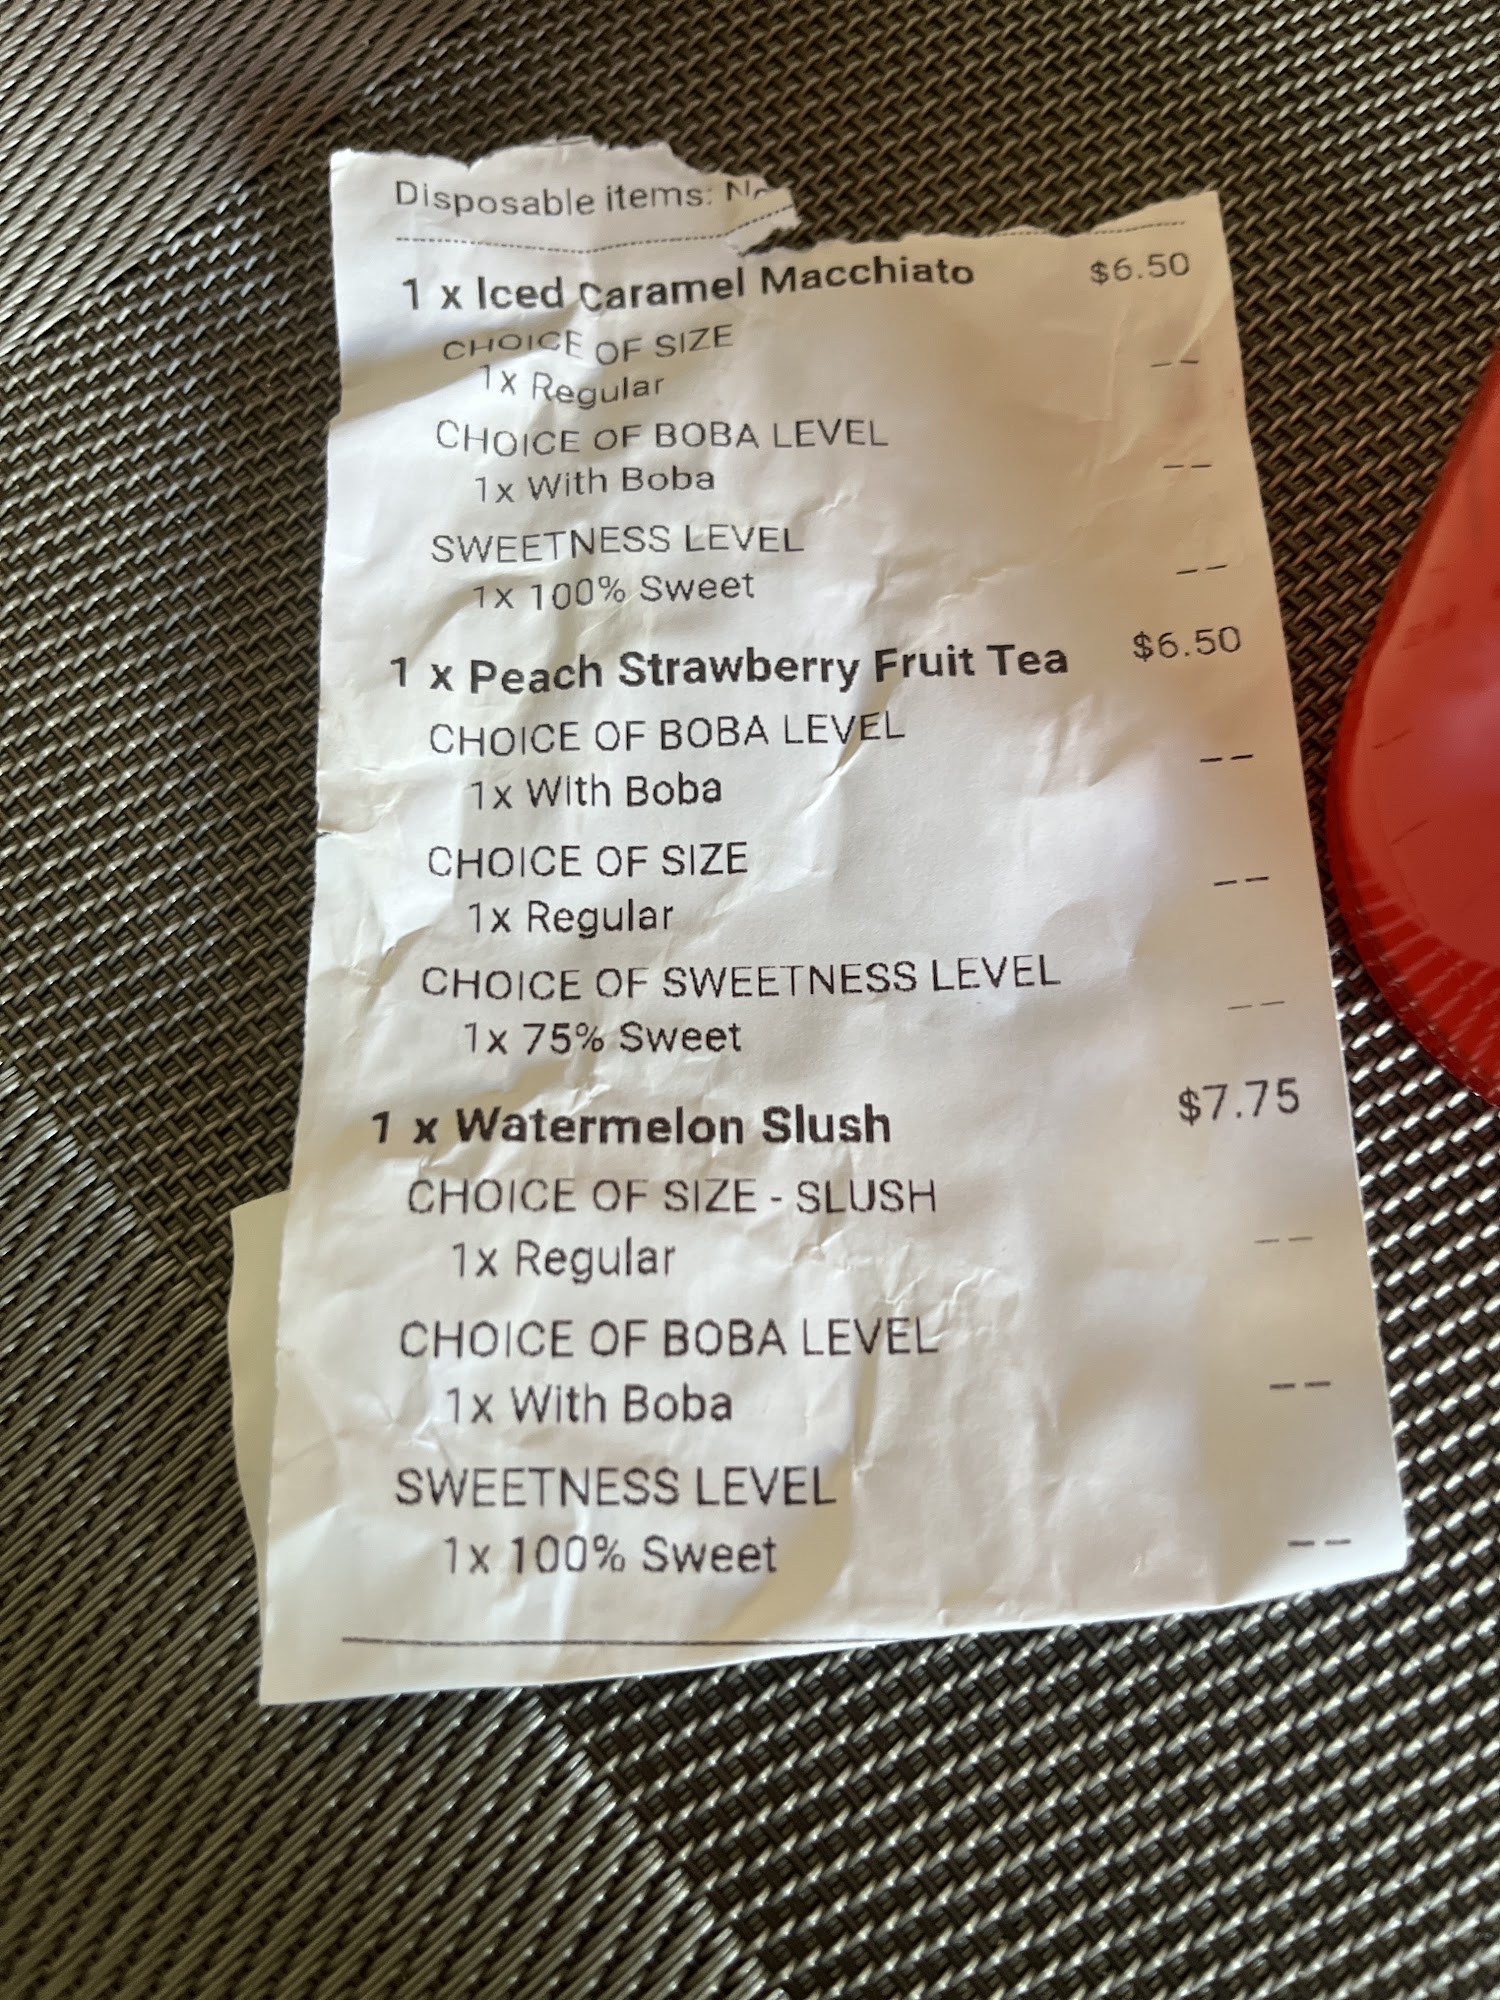 Disposable items:
1 x Iced Caramel Macchiato $6.50
CHOICE OF SIZE
1x Regular --
CHOICE OF BOBA LEVEL
1x With Boba --
SWEETNESS LEVEL
1x 100% Sweet --
1 x Peach Strawberry Fruit Tea $6.50
CHOICE OF BOBA LEVEL
1x With Boba --
CHOICE OF SIZE
1x Regular --
CHOICE OF SWEETNESS LEVEL
1x 75% Sweet --
1 x Watermelon Slush $7.75
CHOICE OF SIZE - SLUSH
1x Regular --
CHOICE OF BOBA LEVEL
1x With Boba --
SWEETNESS LEVEL
1x 100% Sweet --